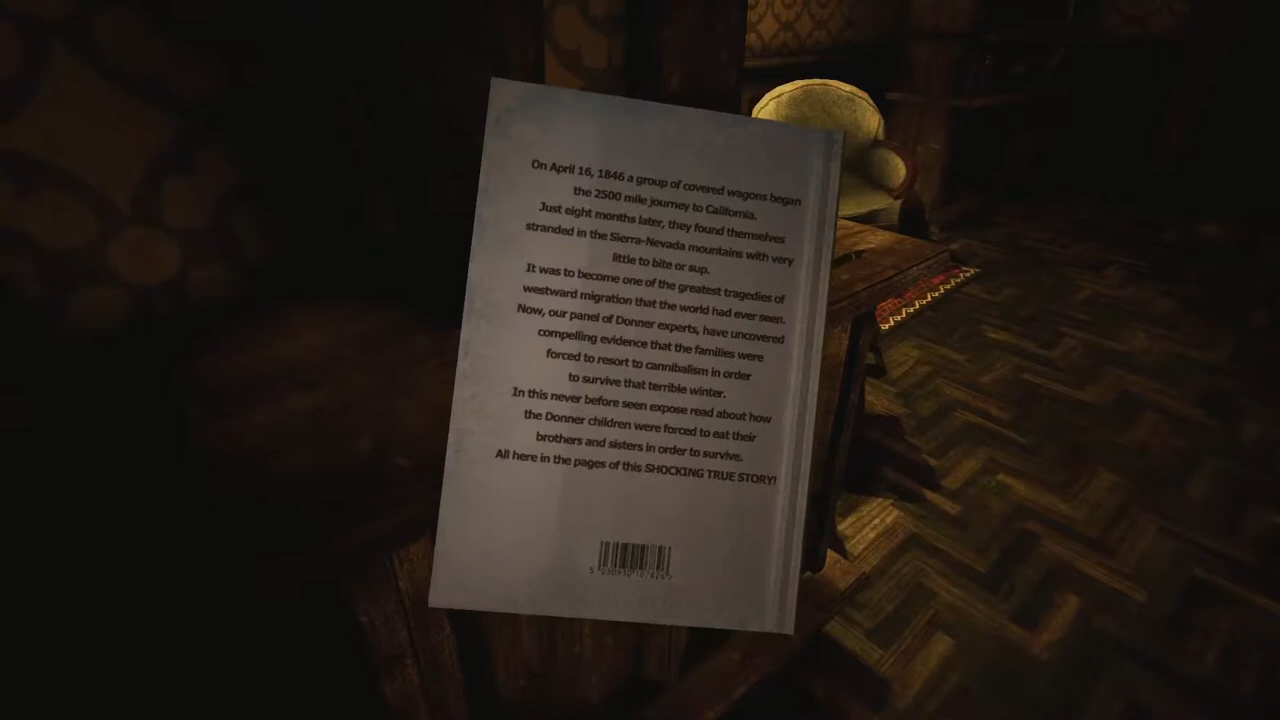 On April 16, 1846 a group of covered wagons began
the 2500 mile journey to California.
Just eight months later, they found themselves
stranded in the Sierra-Nevada mountains with very
little to bite or sup.
It was to become one of the greatest tragedies of
westward migration that the world had ever seen.
Now, our panel of Donner experts, have uncovered
compelling evidence that the families were
forced to resort to cannibalism in order
to survive that terrible winter.
In this never before seen expose read about how
the Donner children were forced to eat their
brothers and sisters in order to survive.
All here in the pages of this SHOCKING TRUE STORY!